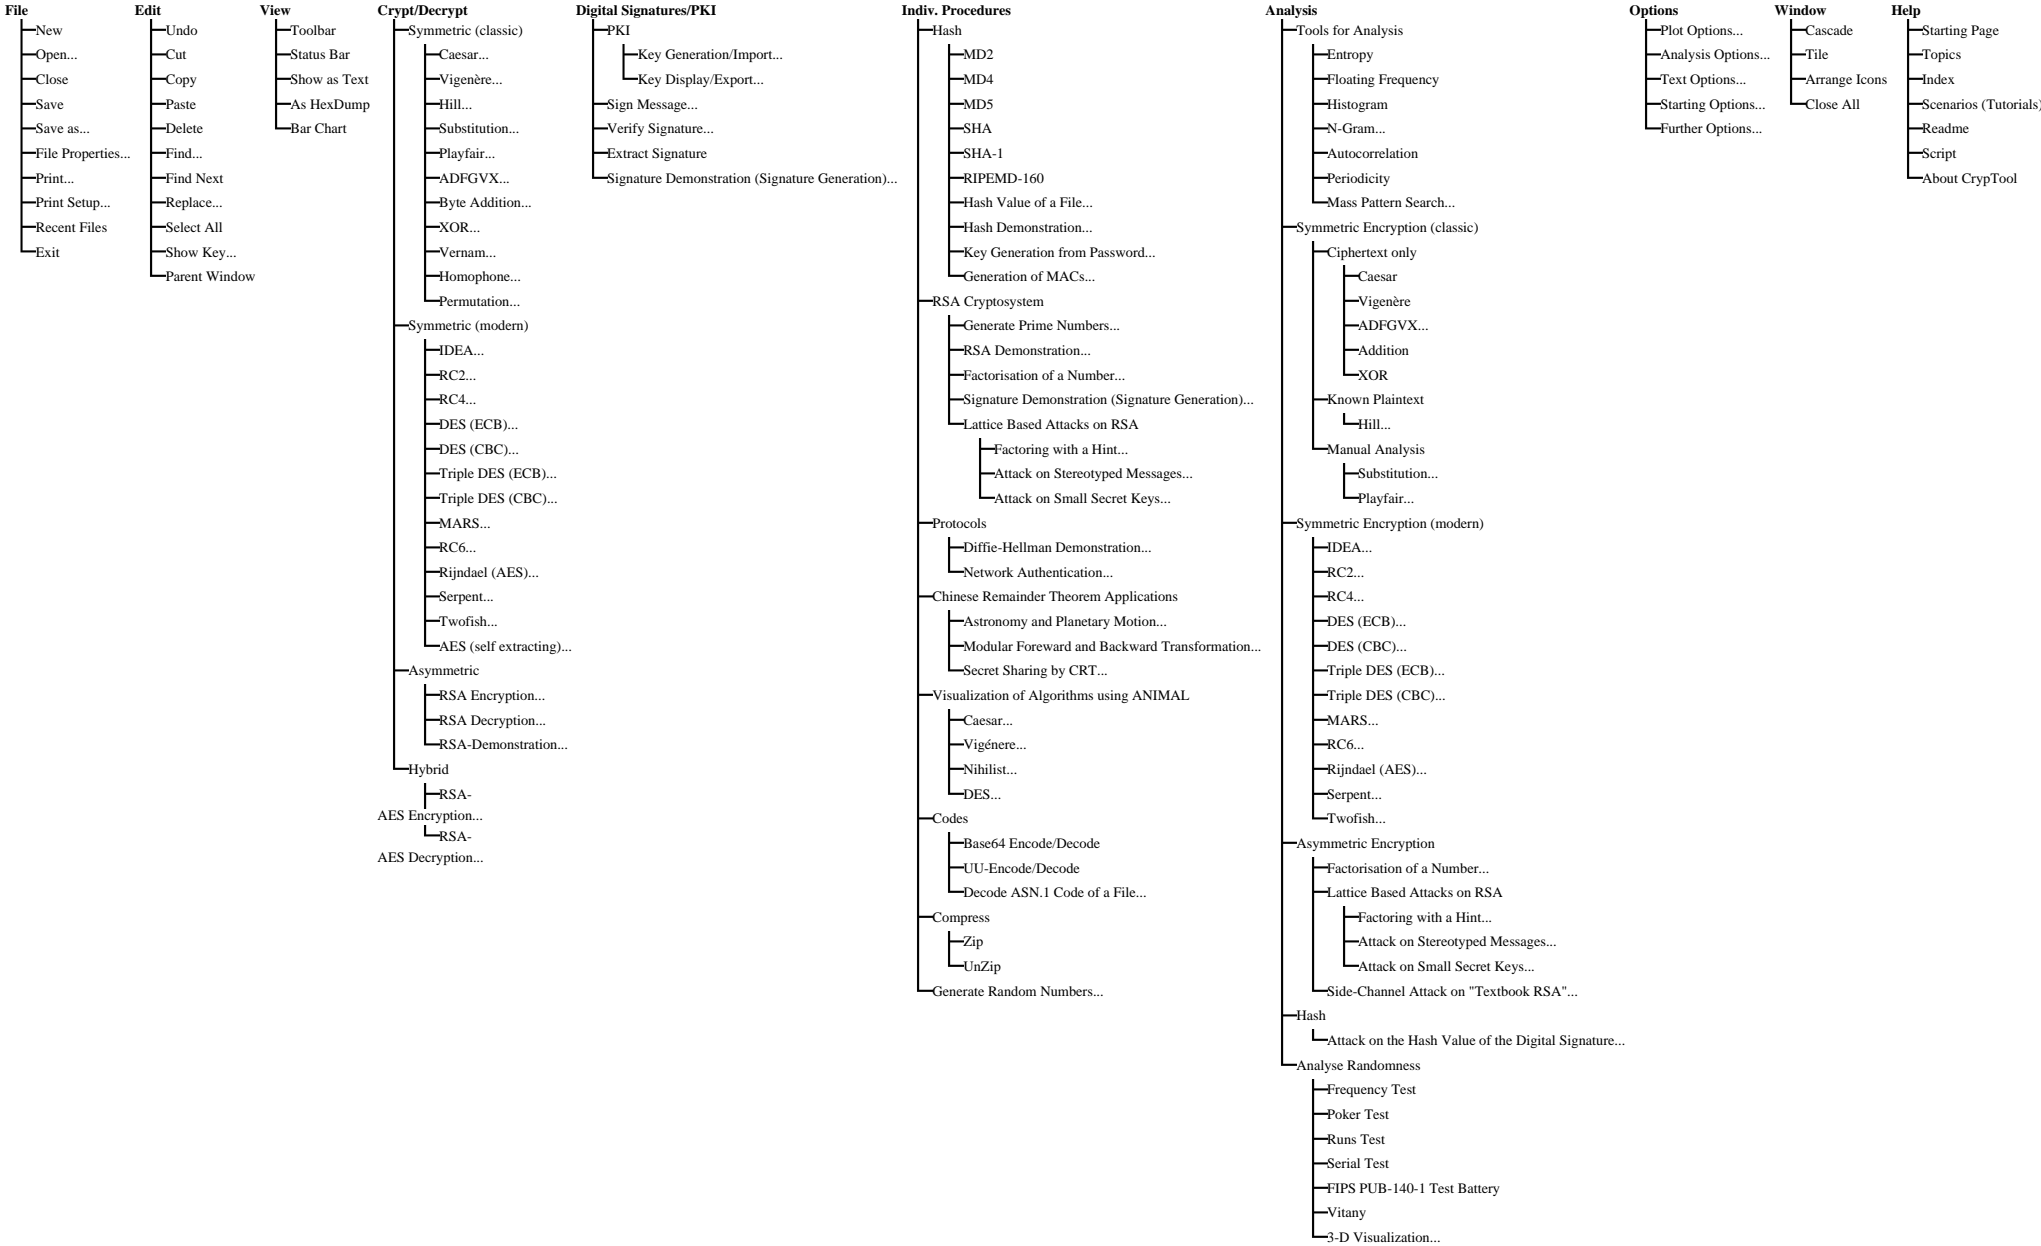 File
New
Open...
Close
Save
Save as...
File Properties...
Print...
Print Setup...
Recent Files
Exit
Edit
Undo
Cut
Copy
Paste
Delete
Find...
Find Next
Replace...
Select All
Show Key...
Parent Window
View
Toolbar
Status Bar
Show as Text
As HexDump
Bar Chart
Crypt/Decrypt
Symmetric (classic)
Caesar...
Vigenère...
Hill...
Substitution...
Playfair...
ADFGVX...
Byte Addition...
XOR...
Vernam...
Homophone...
Permutation...
Symmetric (modern)
IDEA...
RC2...
RC4...
DES (ECB)...
DES (CBC)...
Triple DES (ECB)...
Triple DES (CBC)...
MARS...
RC6...
Rijndael (AES)...
Serpent...
Twofish...
AES (self extracting)...
Asymmetric
RSA Encryption...
RSA Decryption...
RSA-Demonstration...
Hybrid
RSA-
AES Encryption...
RSA-
AES Decryption...
Digital Signatures/PKI
PKI
Key Generation/Import...
Key Display/Export...
Sign Message...
Verify Signature...
Extract Signature
Signature Demonstration (Signature Generation)...
Indiv. Procedures
Hash
MD2
MD4
MD5
SHA
SHA-1
RIPEMD-160
Hash Value of a File...
Hash Demonstration...
Key Generation from Password...
Generation of MACs...
RSA Cryptosystem
Generate Prime Numbers...
RSA Demonstration...
Factorisation of a Number...
Signature Demonstration (Signature Generation)...
Lattice Based Attacks on RSA
Factoring with a Hint...
Attack on Stereotyped Messages...
Attack on Small Secret Keys...
Protocols
Diffie-Hellman Demonstration...
Network Authentication...
Chinese Remainder Theorem Applications
Astronomy and Planetary Motion...
Modular Foreward and Backward Transformation...
Secret Sharing by CRT...
Visualization of Algorithms using ANIMAL
Caesar...
Vigénere...
Nihilist...
DES...
Codes
Base64 Encode/Decode
UU-Encode/Decode
Decode ASN.1 Code of a File...
Compress
Zip
UnZip
Generate Random Numbers...
Analysis
Tools for Analysis
Entropy
Floating Frequency
Histogram
N-Gram...
Autocorrelation
Periodicity
Mass Pattern Search...
Symmetric Encryption (classic)
Ciphertext only
Caesar
Vigenère
ADFGVX...
Addition
XOR
Known Plaintext
Hill...
Manual Analysis
Substitution...
Playfair...
Symmetric Encryption (modern)
IDEA...
RC2...
RC4...
DES (ECB)...
DES (CBC)...
Triple DES (ECB)...
Triple DES (CBC)...
MARS...
RC6...
Rijndael (AES)...
Serpent...
Twofish...
Asymmetric Encryption
Factorisation of a Number...
Lattice Based Attacks on RSA
Factoring with a Hint...
Attack on Stereotyped Messages...
Attack on Small Secret Keys...
Side-Channel Attack on "Textbook RSA"...
Hash
Attack on the Hash Value of the Digital Signature...
Analyse Randomness
Frequency Test
Poker Test
Runs Test
Serial Test
FIPS PUB-140-1 Test Battery
Vitany
3-D Visualization...
Options
Plot Options...
Analysis Options...
Text Options...
Starting Options...
Further Options...
Window
Cascade
Tile
Arrange Icons
Close All
Help
Starting Page
Topics
Index
Scenarios (Tutorials)
Readme
Script
About CrypTool